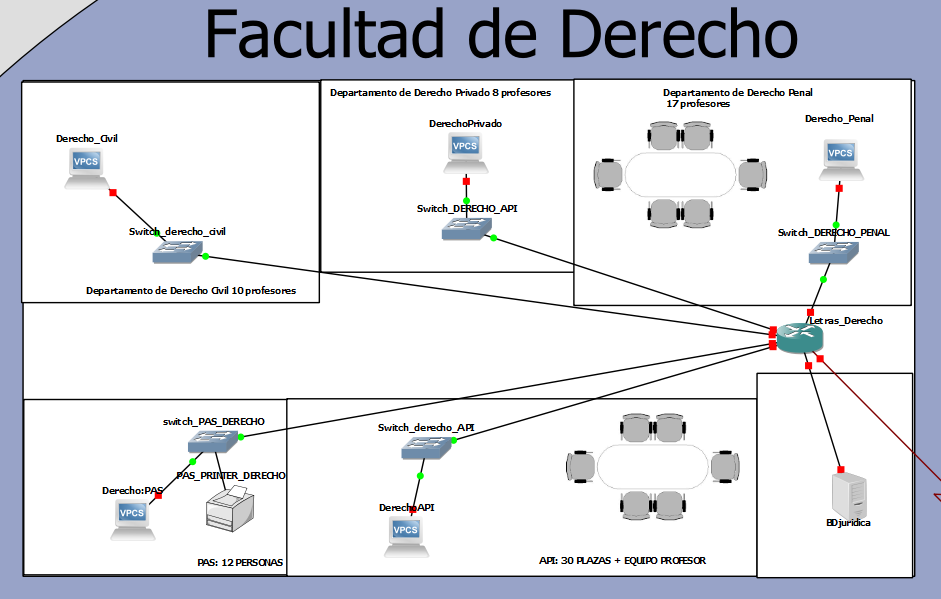 Facultad de Derecho
Departamento de Derecho Privado 8 profesores
Departamento de Derecho Penal
17 profesores
Derecho_Civil
VPCS
DerechoPrivado
VPCS
Derecho_Penal
VPCS
Switch_derecho_civil
Switch_DERECHO_API
Switch_DERECHO_PENAL
Departamento de Derecho Civil 10 profesores
Letras_Derecho
switch_PAS_DERECHO
Switch_derecho_API
PAS_PRINTER_DERECHO
Derecho:PAS
VPCS
DerechoAPI
VPCS
BDjuridica
PAS: 12 PERSONAS
API: 30 PLAZAS + EQUIPO PROFESOR